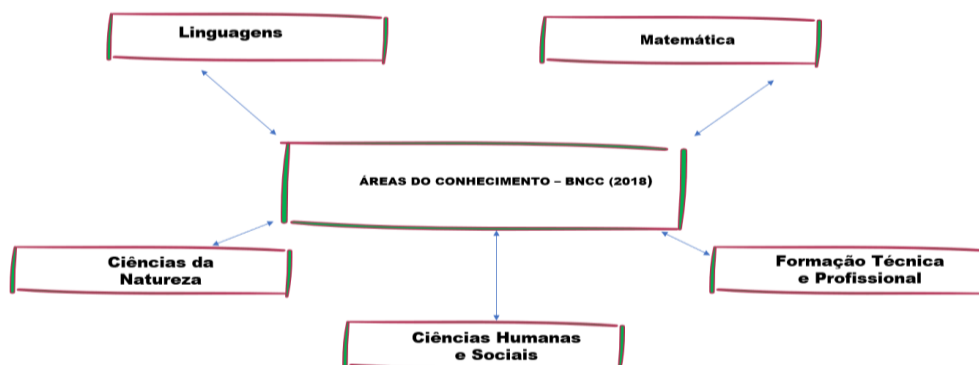 Linguagens
Matemática
ÁREAS DO CONHECIMENTO – BNCC (2018)
Ciências da
Natureza
Formação Técnica
e Profissional
Ciências Humanas
e Sociais